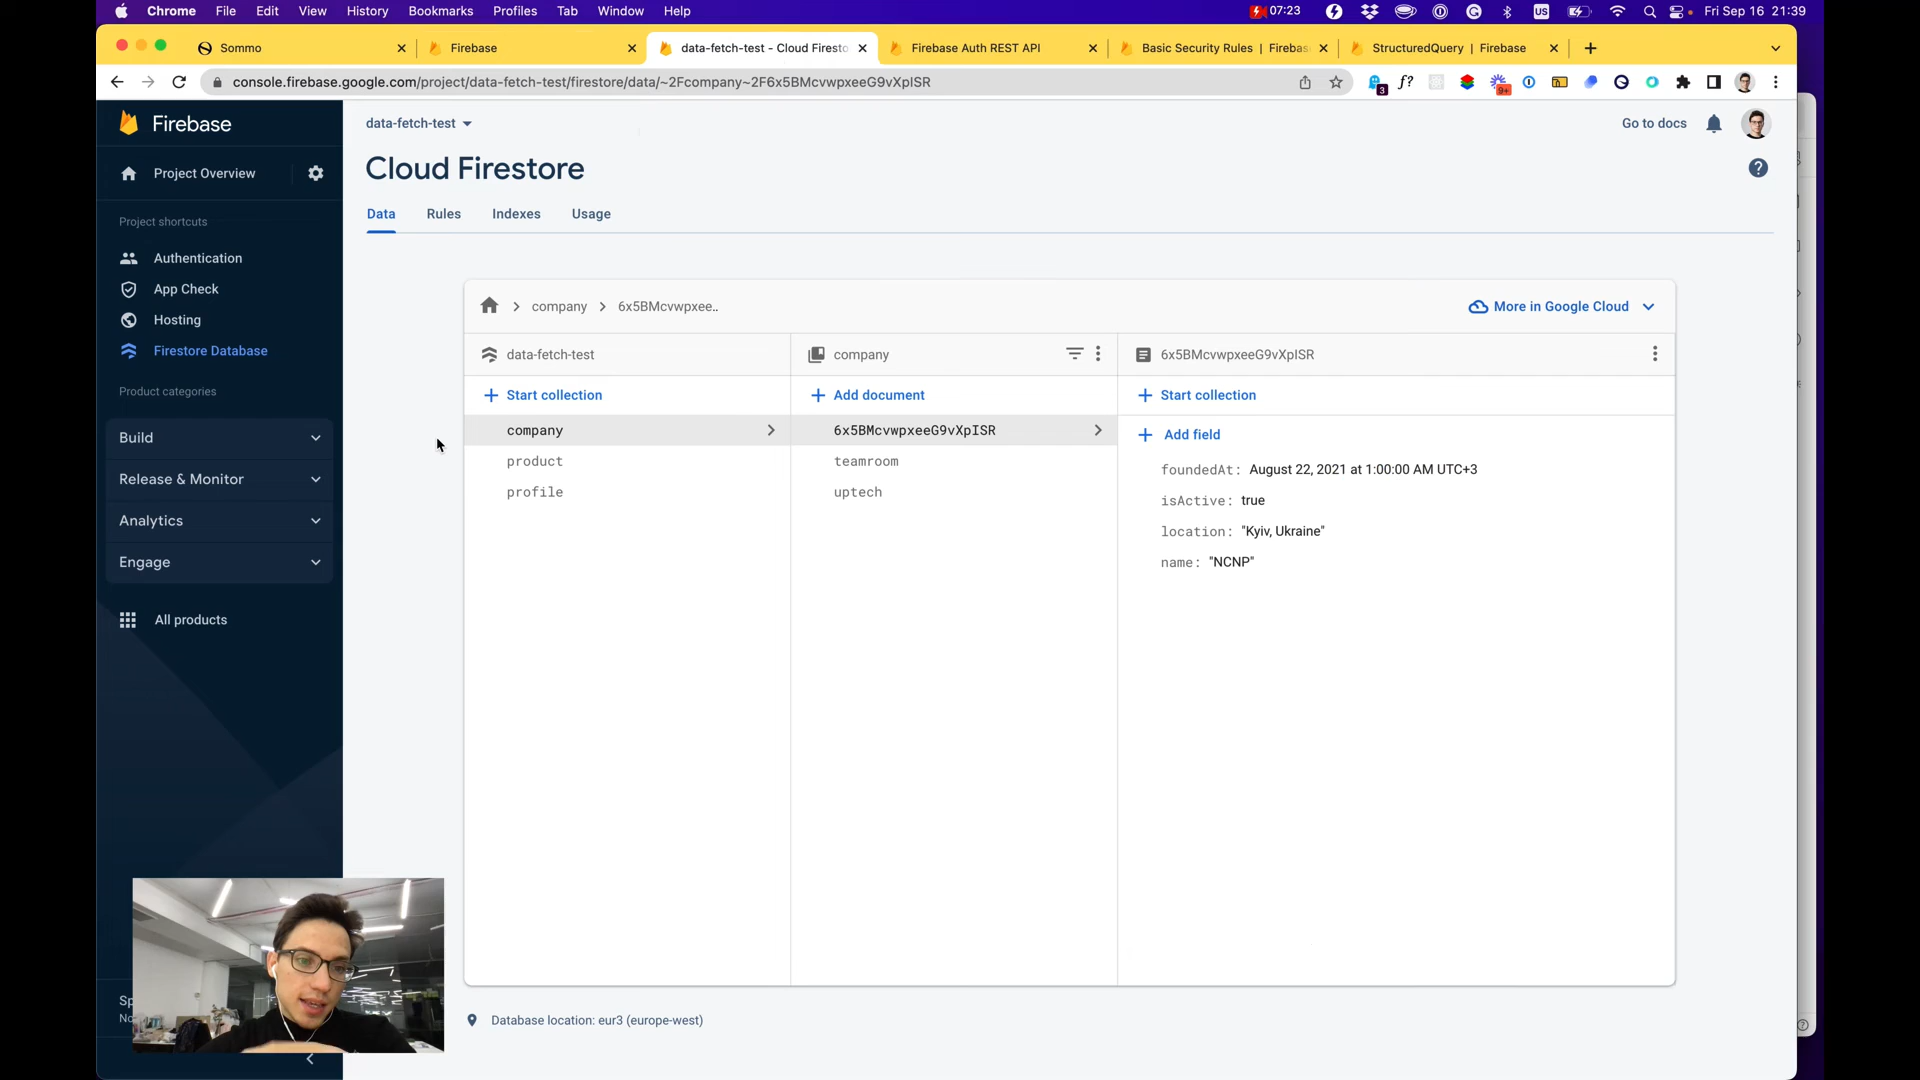 Chrome File Edit View History Bookmarks Profiles Tab Window Help 07:23 US Fri Sep 16 21:39
Sommo Firebase data-fetch-test - Cloud Firesto Firebase Auth REST API Basic Security Rules | Firebas StructuredQuery | Firebase
console.firebase.google.com/project/data-fetch-test/firestore/data/~2Fcompany~2F6x5BMcvwpxeeG9vXpISR f? 3 9+
Firebase
Project Overview
Project shortcuts
Authentication
App Check
Hosting
Firestore Database
Product categories
Build
Release & Monitor
Analytics
Engage
All products
data-fetch-test
Go to docs
Cloud Firestore
Data Rules Indexes Usage
company 6x5BMcvwpxee..
More in Google Cloud
data-fetch-test
Start collection
company
product
profile
company
Add document
6x5BMcvwpxeeG9vXpISR
teamroom
uptech
6x5BMcvwpxeeG9vXpISR
Start collection
Add field
foundedAt: August 22, 2021 at 1:00:00 AM UTC+3
isActive: true
location: "Kyiv, Ukraine"
name: "NCNP"
Database location: eur3 (europe-west)